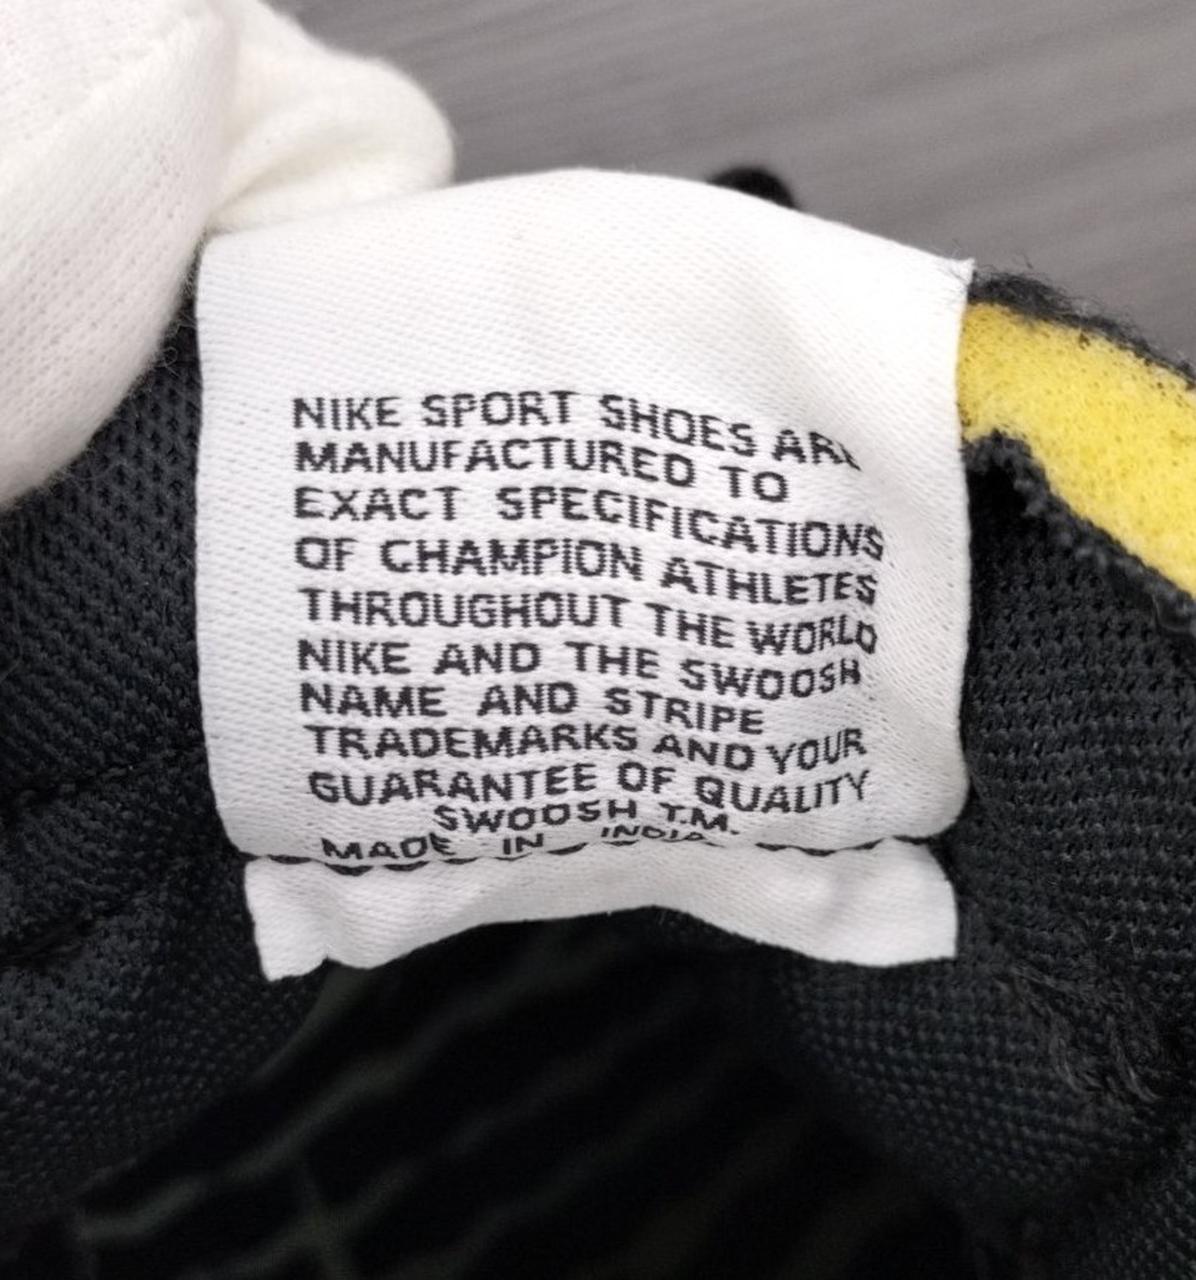 NIKE SPORT SHOES ARE
MANUFACTURED TO
EXACT SPECIFICATIONS
OF CHAMPION ATHLETES
THROUGHOUT THE WORLD
NIKE AND THE SWOOSH
NAME AND STRIPE
TRADEMARKS AND YOUR
GUARANTEE OF QUALITY
SWOOSH T.M.
MADE IN INDIA